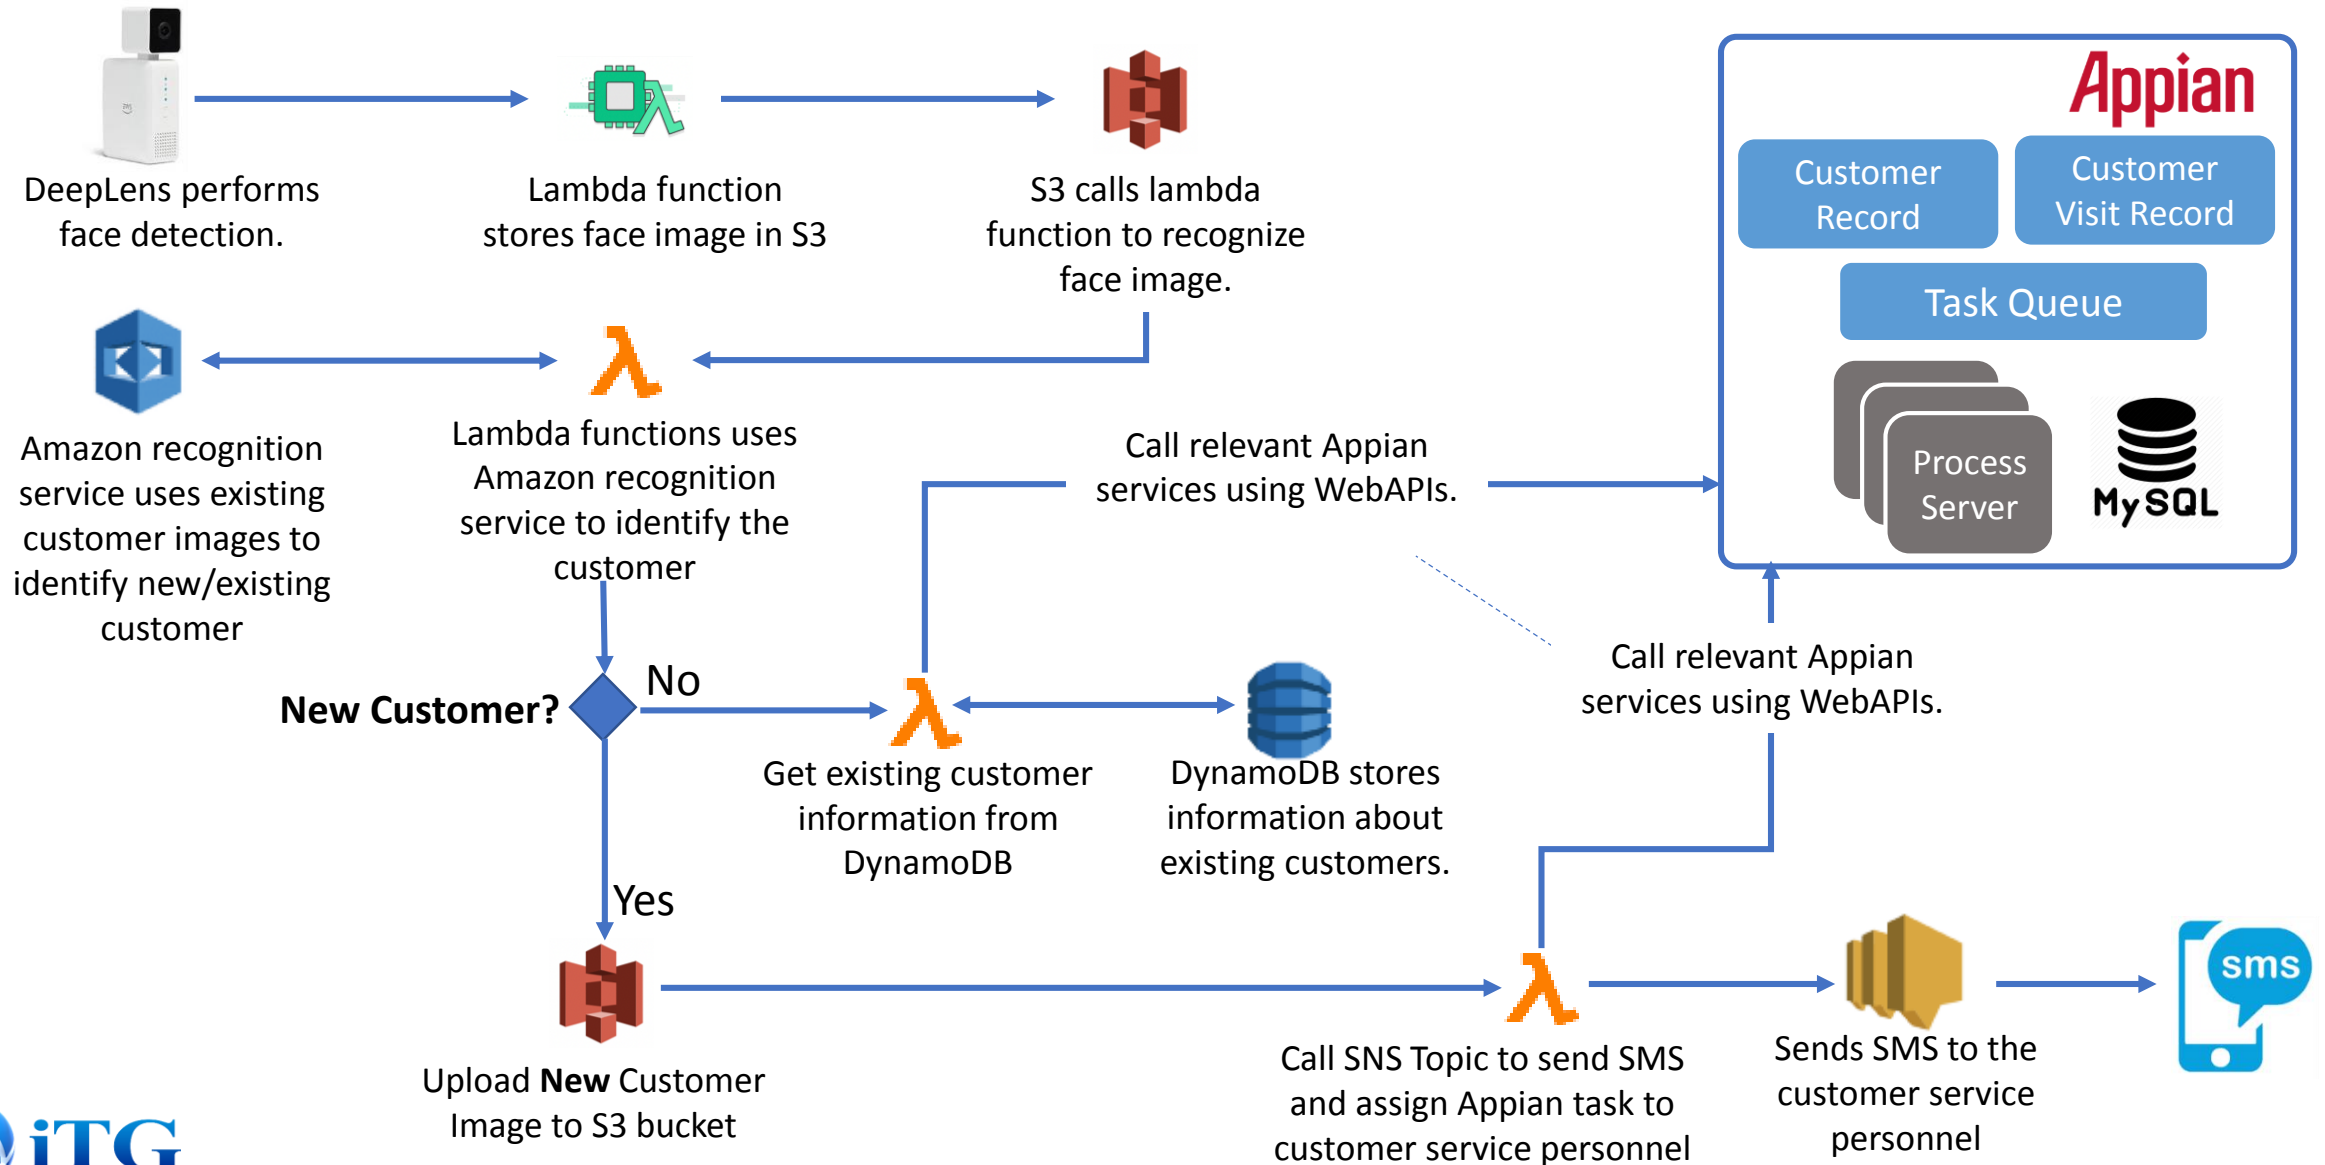 DeepLens performs
face detection.
Lambda function
stores face image in S3
S3 calls lambda
function to recognize
face image.
Appian
Customer
Record
Customer
Visit Record
Task Queue
Process
Server
MySQL
Amazon recognition
service uses existing
customer images to
identify new/existing
customer
Lambda functions uses
Amazon recognition
service to identify the
customer
Call relevant Appian
services using WebAPIs.
Call relevant Appian
services using WebAPIs.
New Customer?
No
Yes
Get existing customer
information from
DynamoDB
DynamoDB stores
information about
existing customers.
Upload New Customer
Image to S3 bucket
Call SNS Topic to send SMS
and assign Appian task to
customer service personnel
Sends SMS to the
customer service
personnel
sms
iTG